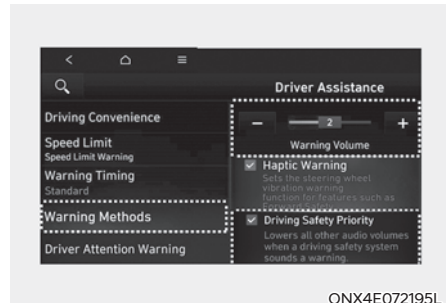 Driver Assistance
Driving Convenience
Speed Limit
Speed Limit Warning
Warning Timing
Standard
Warning Methods
Driver Attention Warning
2
Warning Volume
Haptic Warning
Sets the steering wheel
vibration warning
function for features such as
Forward Safety
Driving Safety Priority
Lowers all other audio volumes
when a driving safety system
sounds a warning.
ONX4E072195L